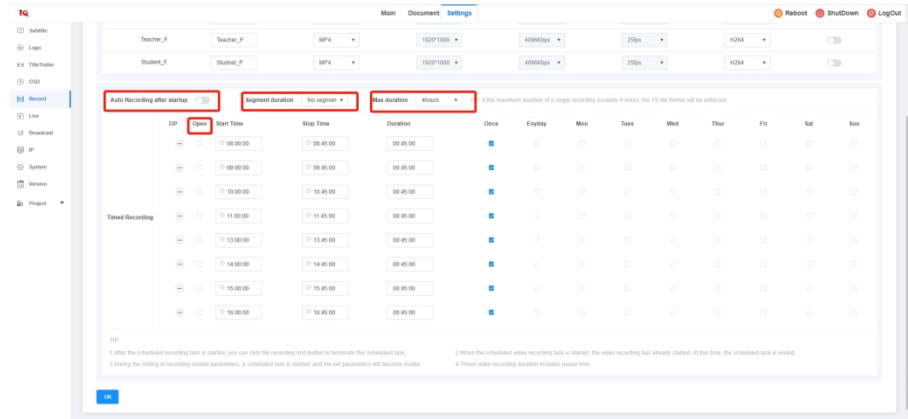 TQ Main Document Settings Reboot ShutDown LogOut
Subtitle
Logo
TitleTrailer
OSD
Record
Live
Broadcast
IP
System
Version
Project
Teacher_F. Teacher_P MP4 1920*1080 4096Kbps 25fps H264
Student_F. Studnet_P MP4 1920*1080 4096Kbps 25fps H264
Auto Recording after startup Segment duration No segmen Max duration 4hours TIP: If the maximum duration of a single recording exceeds 6 hours, the TS file format will be enforced.
OP Open Start Time Stop Time Duration Once Evyday Mon Tues Wed Thur Fri Sat Sun
08:00:00 08:45:00 00:45:00
09:00:00 09:45:00 00:45:00
10:00:00 10:45:00 00:45:00
Timed Recording 11:00:00 11:45:00 00:45:00
13:00:00 13:45:00 00:45:00
14:00:00 14:45:00 00:45:00
15:00:00 15:45:00 00:45:00
16:00:00 16:45:00 00:45:00
TIP:
1.After the scheduled recording task is started, you can click the recording end button to terminate this scheduled task. 2.When the scheduled video recording task is started, the video recording has already started. At this time, the scheduled task is invalid.
3.During the setting of recording related parameters, a scheduled task is started, and the set parameters will become invalid. 4.Timed video recording duration includes pause time.
OK